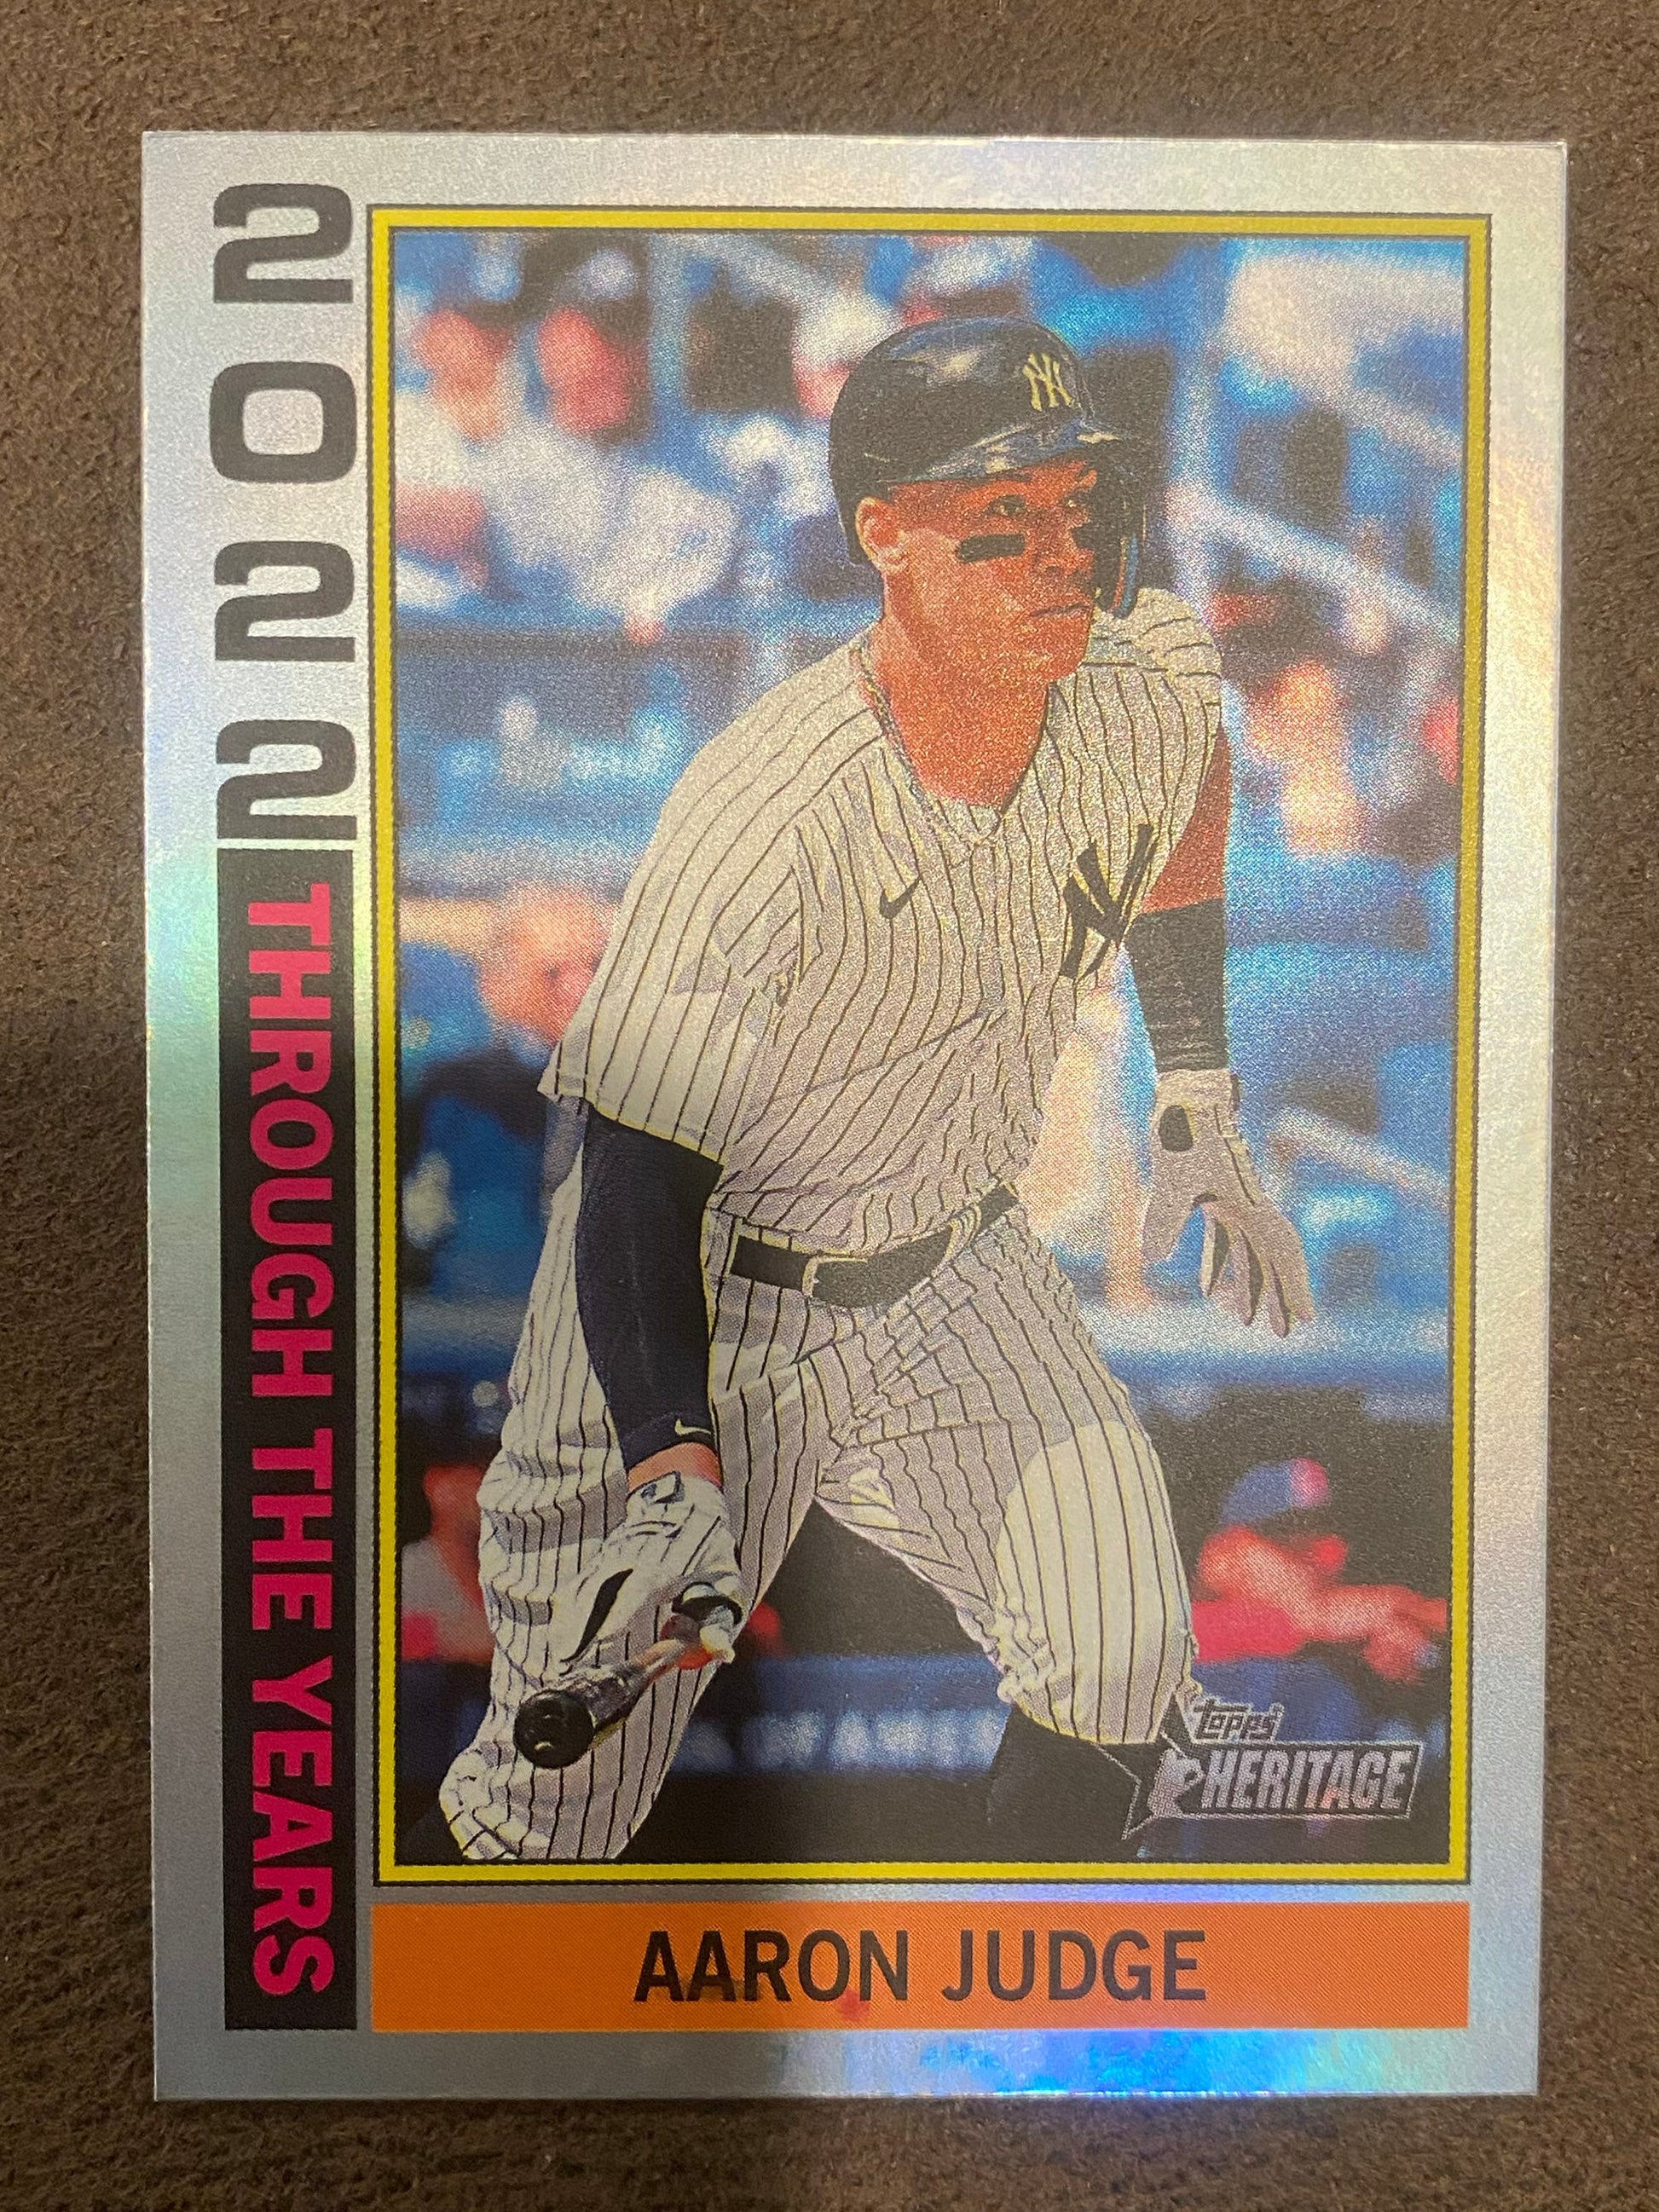 2022
THROUGH THE YEARS
NY
NY
Topps
HERITAGE
AARON JUDGE